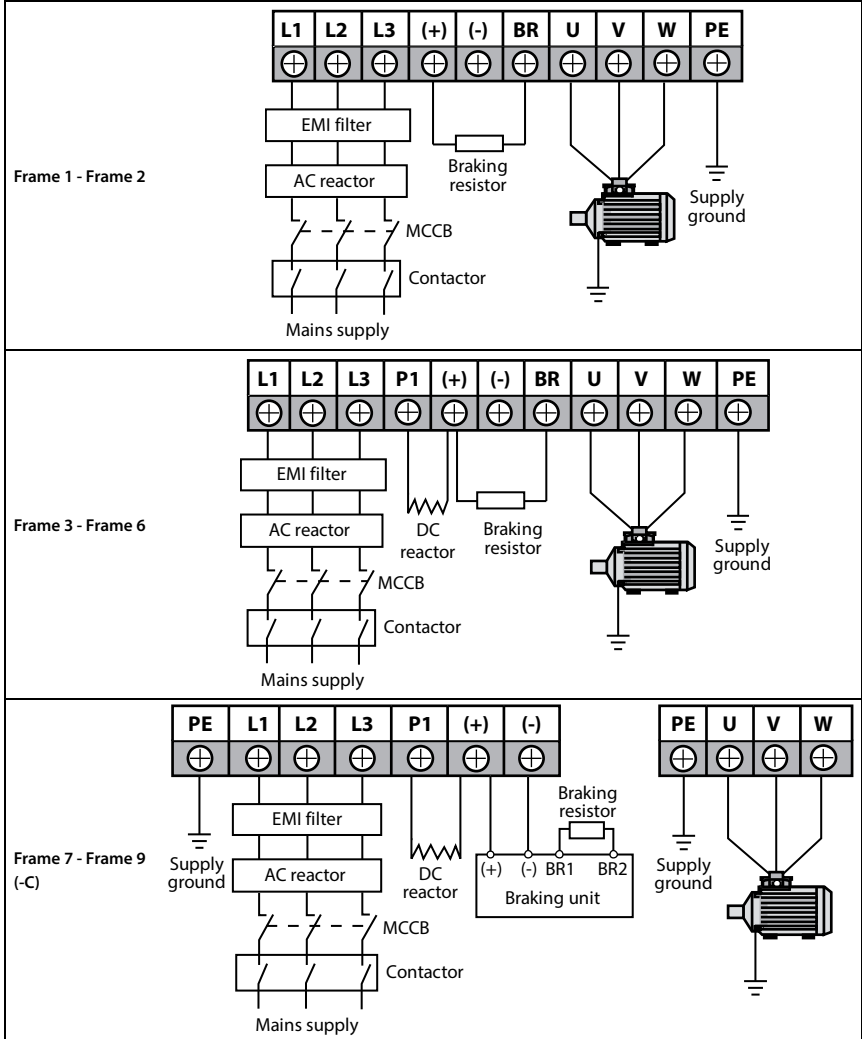 L1 L2 L3 (+) (-) BR U V W PE
EMI filter
AC reactor
MCCB
Contactor
Mains supply
Braking
resistor
Supply
ground
Frame 1 - Frame 2
L1 L2 L3 P1 (+) (-) BR U V W PE
EMI filter
AC reactor
MCCB
Contactor
Mains supply
DC
reactor
Braking
resistor
Supply
ground
Frame 3 - Frame 6
PE L1 L2 L3 P1 (+) (-)
PE U V W
Supply
ground
EMI filter
AC reactor
MCCB
Contactor
Mains supply
DC
reactor
Braking
resistor
(+) (-) BR1 BR2
Braking unit
Supply
ground
Frame 7 - Frame 9
(-C)